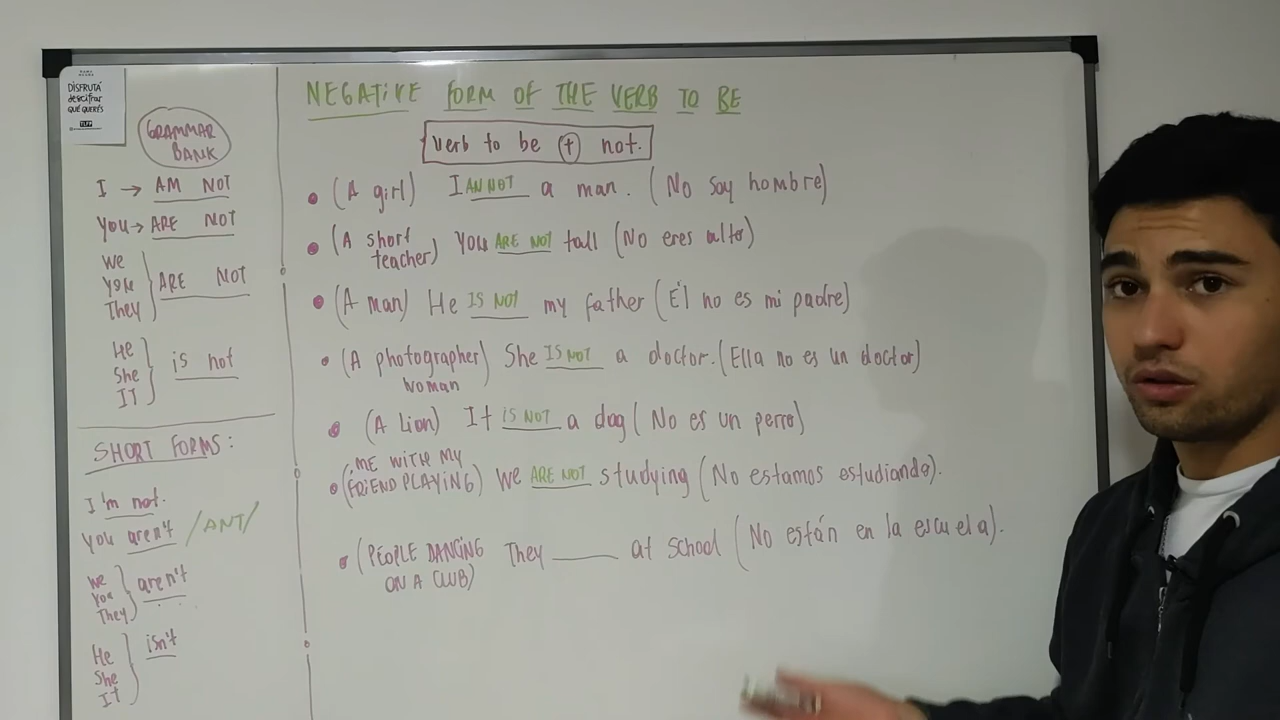 DISFRUTÁ
descifrar
QUÉ QUERÉS
GRAMMAR
BANK
I → AM NOT
You → ARE NOT
We
You
They
ARE NOT
He
She
IT
is not
SHORT FORMS:
I'm not.
You aren't /ANT/
We
You
They
aren't
He
She
It
isn't
NEGATIVE FORM OF THE VERB TO BE
Verb to be + not.
(A girl) I AN NOT a man. (No soy hombre)
(A short teacher) You ARE NOT tall (No eres alto)
(A man) He IS NOT my father (Él no es mi padre)
(A photographer) She IS NOT a doctor. (Ella no es un doctor)
woman
(A Lion) It IS NOT a dog (No es un perro)
(ME WITH MY
FRIEND PLAYING) We ARE NOT studying (No estamos estudiando).
(PEOPLE DANCING They ____ at school (No están en la escuela).
ON A CLUB)